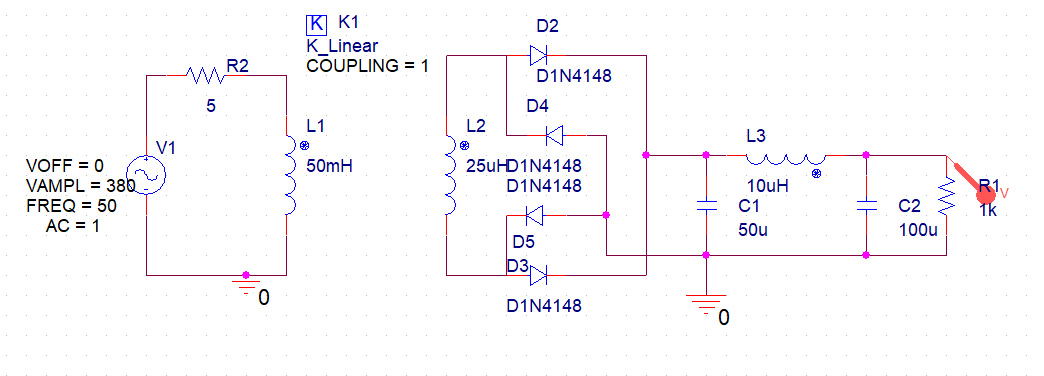 K K1
K_Linear
COUPLING = 1
D2
D1N4148
R2
5
D4
L1
L2
L3
V1
VOFF = 0
VAMPL = 380
FREQ = 50
AC = 1
50mH
25uH
D1N4148
D1N4148
10uH
R1
V
1k
C1
50u
C2
100u
D5
D3
D1N4148
0
0